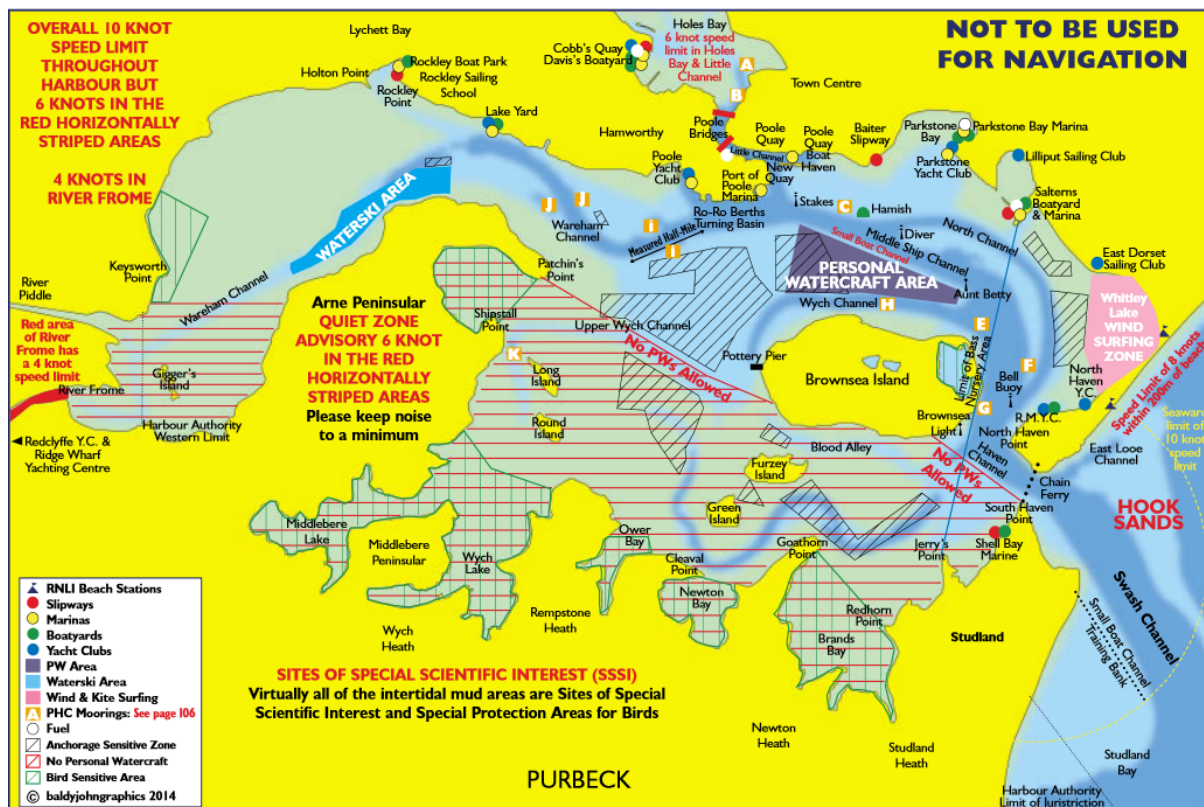 OVERALL 10 KNOT
SPEED LIMIT
THROUGHOUT
HARBOUR BUT
6 KNOTS IN THE
RED HORIZONTALLY
STRIPED AREAS
4 KNOTS IN
RIVER FROME
NOT TO BE USED
FOR NAVIGATION
Lychett Bay
Holes Bay
6 knot speed
limit in Holes
Bay & Little
Channel
Cobb's Quay
Davis's Boatyard
A
B
Town Centre
Holton Point
Rockley Boat Park
Rockley Sailing
School
Rockley
Point
Lake Yard
Hamworthy
Poole
Bridges
Little Channel
Poole
Quay
Poole
Quay
Boat
Haven
New
Quay
Baiter
Slipway
Parkstone
Bay
Parkstone Bay Marina
Parkstone
Yacht Club
Lilliput Sailing Club
Poole
Yacht
Club
Port of
Poole
Marina
Salterns
Boatyard
& Marina
Stakes
C
Hamish
Diver
North Channel
Ro-Ro Berths
Turning Basin
Middle Ship Channel
Small Boat Channel
J
J
i
i
Wareham
Channel
Measured Half-Mile
WATERSKI AREA
East Dorset
Sailing Club
PERSONAL
WATERCRAFT AREA
Aunt Betty
Wych Channel
H
Whitley
Lake
WIND
SURFING
ZONE
Keysworth
Point
Patchin's
Point
River
Piddle
Wareham Channel
Arne Peninsular
QUIET ZONE
ADVISORY 6 KNOT
IN THE RED
HORIZONTALLY
STRIPED AREAS
Please keep noise
to a minimum
Shipstall
Point
Upper Wych Channel
No PWs Allowed
E
F
Limit of Bass
Nursery Area
Red area
of River
Frome has
a 4 knot
speed limit
K
Long
Island
Pottery Pier
Brownsea Island
Bell
Buoy
North
Haven Y.C.
Speed Limit of 8 knots
within 200m of beach
Gigger's
Island
River Frome
Harbour Authority
Western Limit
Round
Island
G
Brownsea
Light
R.M.Y.C.
North Haven
Point
Seaward
limit of
10 knot
speed
limit
Redclyffe Y.C. &
Ridge Wharf
Yachting Centre
Blood Alley
No PWs
Allowed
Haven
Channel
East Looe
Channel
Furzey
Island
Chain
Ferry
HOOK
SANDS
Green
Island
South Haven
Point
Middlebere
Lake
Middlebere
Peninsular
Wych
Lake
Ower
Bay
Cleaval
Point
Goathorn
Point
Jerry's
Point
Shell Bay
Marine
Newton
Bay
Redhorn
Point
Brands
Bay
Rempstone
Heath
Wych
Heath
Studland
Swash Channel
Small Boat Channel
Training Bank
RNLI Beach Stations
Slipways
Marinas
Boatyards
Yacht Clubs
PW Area
Waterski Area
Wind & Kite Surfing
A PHC Moorings: See page 106
Fuel
Anchorage Sensitive Zone
No Personal Watercraft
Bird Sensitive Area
© baldyjohngraphics 2014
SITES OF SPECIAL SCIENTIFIC INTEREST (SSSI)
Virtually all of the intertidal mud areas are Sites of Special
Scientific Interest and Special Protection Areas for Birds
Newton
Heath
Studland
Heath
PURBECK
Studland
Bay
Harbour Authority
Limit of Juristriction